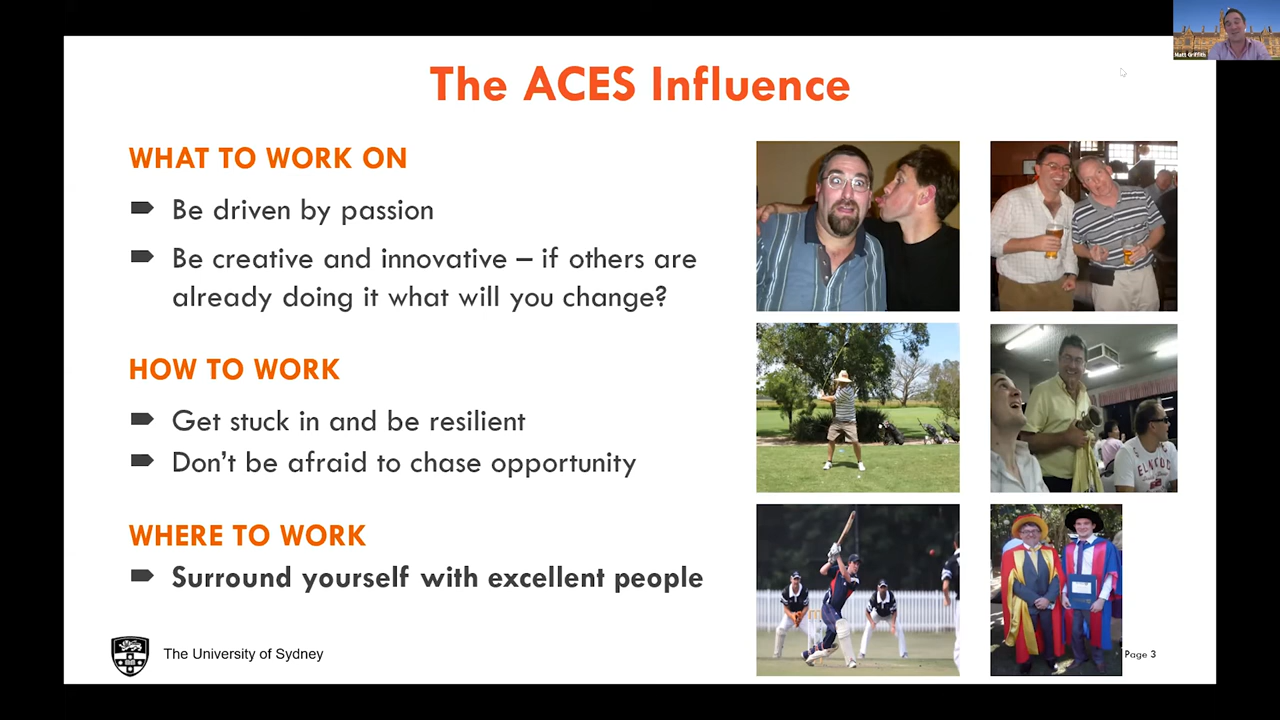 Matt Griffith
The ACES Influence
WHAT TO WORK ON
Be driven by passion
Be creative and innovative – if others are
already doing it what will you change?
HOW TO WORK
Get stuck in and be resilient
Don't be afraid to chase opportunity
WHERE TO WORK
Surround yourself with excellent people
The University of Sydney
Page 3